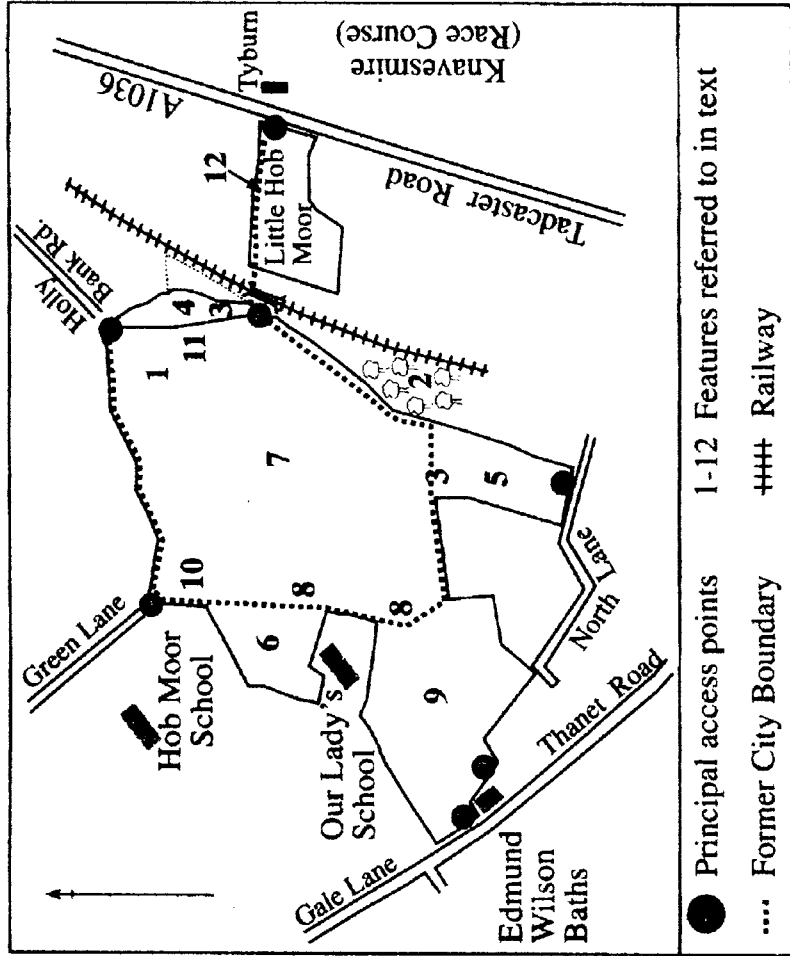 A1036
Tyburn
Knavesmire
(Race Course)
Holly
Bank Rd.
12
Little Hob
Moor
Tadcaster Road
4
3
11
1
2
7
3
5
Green Lane
10
8
8
6
Hob Moor
School
Our Lady's
School
9
North
Lane
Thanet Road
Gale Lane
Edmund
Wilson
Baths
Principal access points
1-12 Features referred to in text
Former City Boundary
Railway